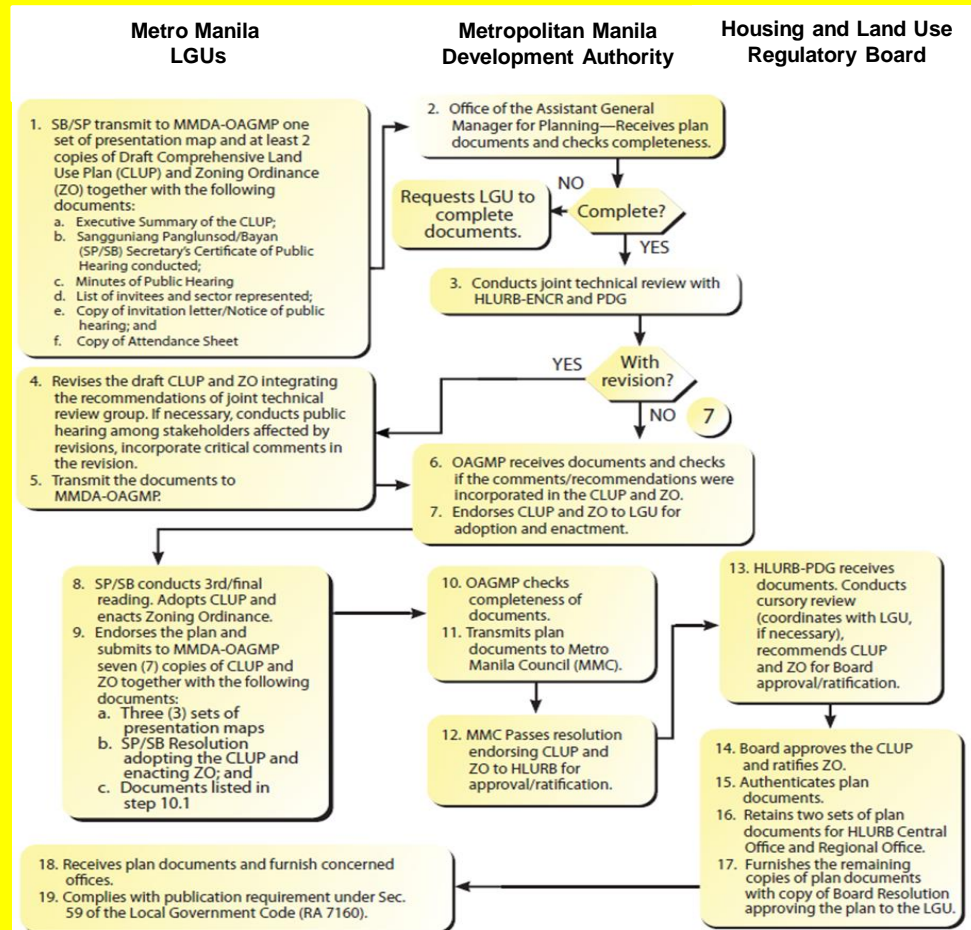 Metro Manila
LGUs
Metropolitan Manila
Development Authority
Housing and Land Use
Regulatory Board
1. SB/SP transmit to MMDA-OAGMP one
set of presentation map and at least 2
copies of Draft Comprehensive Land
Use Plan (CLUP) and Zoning Ordinance
(ZO) together with the following
documents:
a. Executive Summary of the CLUP;
b. Sangguniang Panglunsod/Bayan
(SP/SB) Secretary's Certificate of Public
Hearing conducted;
c. Minutes of Public Hearing
d. List of invitees and sector represented;
e. Copy of invitation letter/Notice of public
hearing; and
f. Copy of Attendance Sheet
2. Office of the Assistant General
Manager for Planning—Receives plan
documents and checks completeness.
NO
Requests LGU to
complete
documents.
Complete?
YES
3. Conducts joint technical review with
HLURB-ENCR and PDG
YES
With
revision?
NO
7
4. Revises the draft CLUP and ZO integrating
the recommendations of joint technical
review group. If necessary, conducts public
hearing among stakeholders affected by
revisions, incorporate critical comments in
the revision.
5. Transmit the documents to
MMDA-OAGMP.
6. OAGMP receives documents and checks
if the comments/recommendations were
incorporated in the CLUP and ZO.
7. Endorses CLUP and ZO to LGU for
adoption and enactment.
8. SP/SB conducts 3rd/final
reading. Adopts CLUP and
enacts Zoning Ordinance.
9. Endorses the plan and
submits to MMDA-OAGMP
seven (7) copies of CLUP and
ZO together with the following
documents:
a. Three (3) sets of
presentation maps
b. SP/SB Resolution
adopting the CLUP and
enacting ZO; and
c. Documents listed in
step 10.1
10. OAGMP checks
completeness of
documents.
11. Transmits plan
documents to Metro
Manila Council (MMC).
12. MMC Passes resolution
endorsing CLUP and
ZO to HLURB for
approval/ratification.
13. HLURB-PDG receives
documents. Conducts
cursory review
(coordinates with LGU,
if necessary),
recommends CLUP
and ZO for Board
approval/ratification.
14. Board approves the CLUP
and ratifies ZO.
15. Authenticates plan
documents.
16. Retains two sets of plan
documents for HLURB Central
Office and Regional Office.
17. Furnishes the remaining
copies of plan documents
with copy of Board Resolution
approving the plan to the LGU.
18. Receives plan documents and furnish concerned
offices.
19. Complies with publication requirement under Sec.
59 of the Local Government Code (RA 7160).